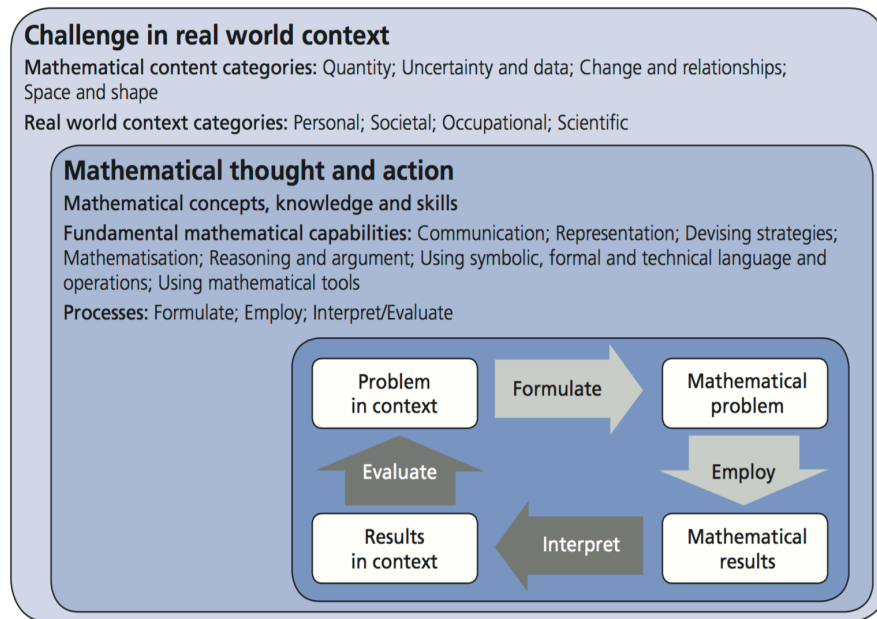 Challenge in real world context
Mathematical content categories: Quantity; Uncertainty and data; Change and relationships;
Space and shape
Real world context categories: Personal; Societal; Occupational; Scientific
Mathematical thought and action
Mathematical concepts, knowledge and skills
Fundamental mathematical capabilities: Communication; Representation; Devising strategies;
Mathematisation; Reasoning and argument; Using symbolic, formal and technical language and
operations; Using mathematical tools
Processes: Formulate; Employ; Interpret/Evaluate
Problem
in context
Formulate
Mathematical
problem
Evaluate
Employ
Results
in context
Interpret
Mathematical
results